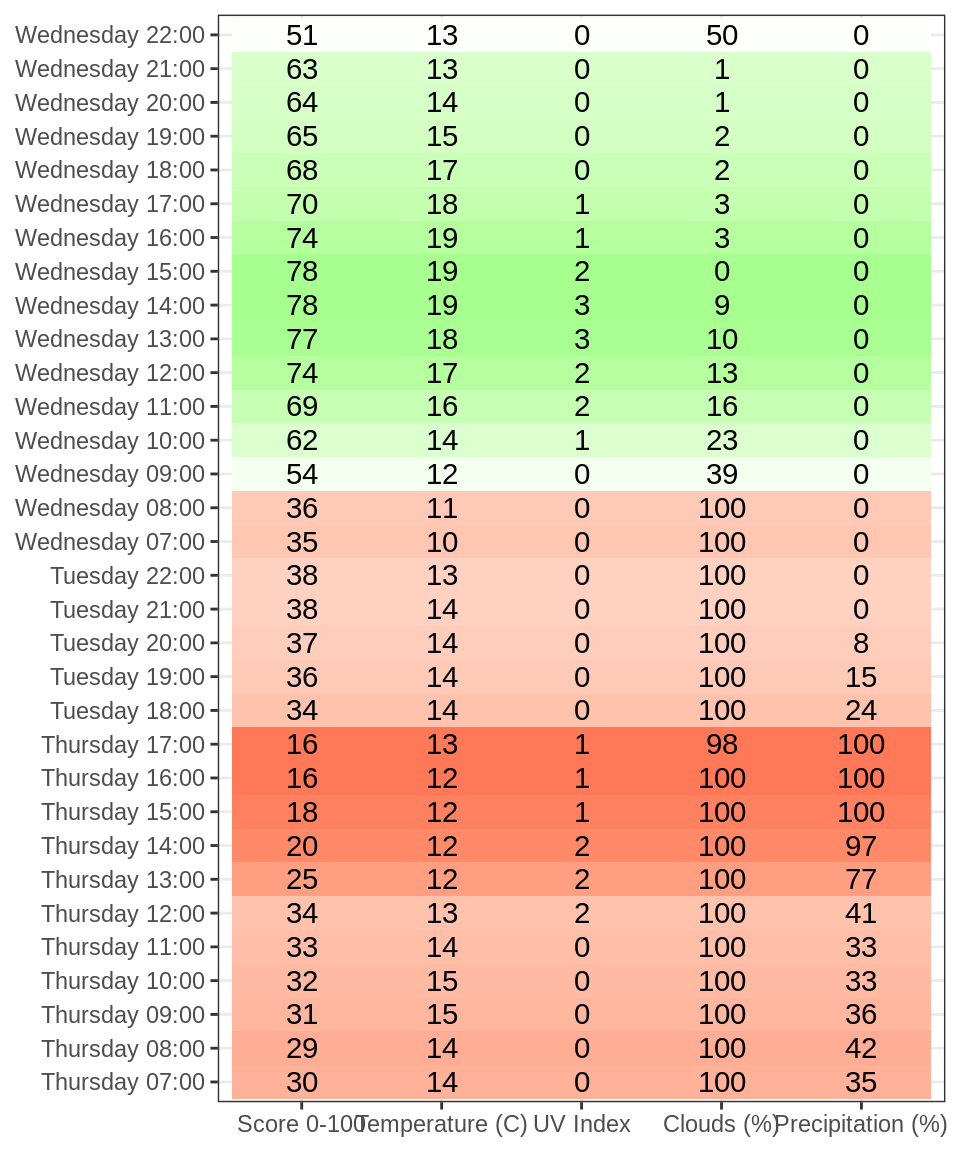 Wednesday 22:00 51 13 0 50 0
Wednesday 21:00 63 13 0 1 0
Wednesday 20:00 64 14 0 1 0
Wednesday 19:00 65 15 0 2 0
Wednesday 18:00 68 17 0 2 0
Wednesday 17:00 70 18 1 3 0
Wednesday 16:00 74 19 1 3 0
Wednesday 15:00 78 19 2 0 0
Wednesday 14:00 78 19 3 9 0
Wednesday 13:00 77 18 3 10 0
Wednesday 12:00 74 17 2 13 0
Wednesday 11:00 69 16 2 16 0
Wednesday 10:00 62 14 1 23 0
Wednesday 09:00 54 12 0 39 0
Wednesday 08:00 36 11 0 100 0
Wednesday 07:00 35 10 0 100 0
Tuesday 22:00 38 13 0 100 0
Tuesday 21:00 38 14 0 100 0
Tuesday 20:00 37 14 0 100 8
Tuesday 19:00 36 14 0 100 15
Tuesday 18:00 34 14 0 100 24
Thursday 17:00 16 13 1 98 100
Thursday 16:00 16 12 1 100 100
Thursday 15:00 18 12 1 100 100
Thursday 14:00 20 12 2 100 97
Thursday 13:00 25 12 2 100 77
Thursday 12:00 34 13 2 100 41
Thursday 11:00 33 14 0 100 33
Thursday 10:00 32 15 0 100 33
Thursday 09:00 31 15 0 100 36
Thursday 08:00 29 14 0 100 42
Thursday 07:00 30 14 0 100 35
Score 0-100 Temperature (C) UV Index Clouds (%) Precipitation (%)